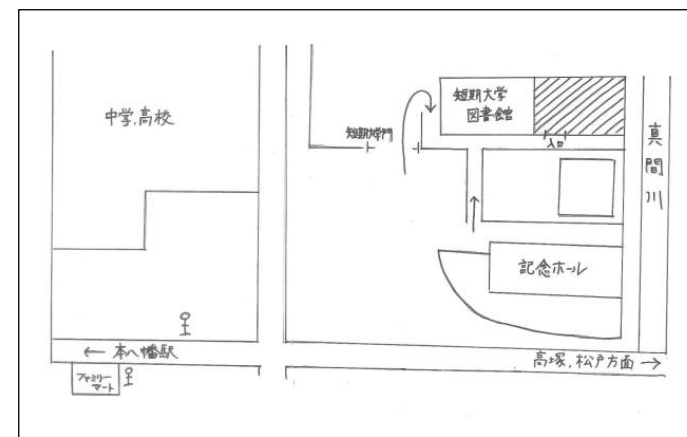 中学,高校
短期大学
図書館
短期大学門
入口
真間川
記念ホール
← 本八幡駅
高塚,松戸方面 →
ファミリー
マート